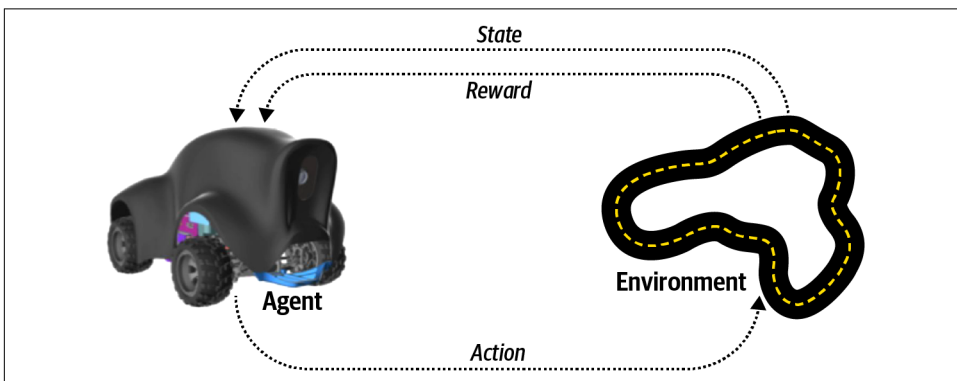 State
Reward
Agent
Environment
Action